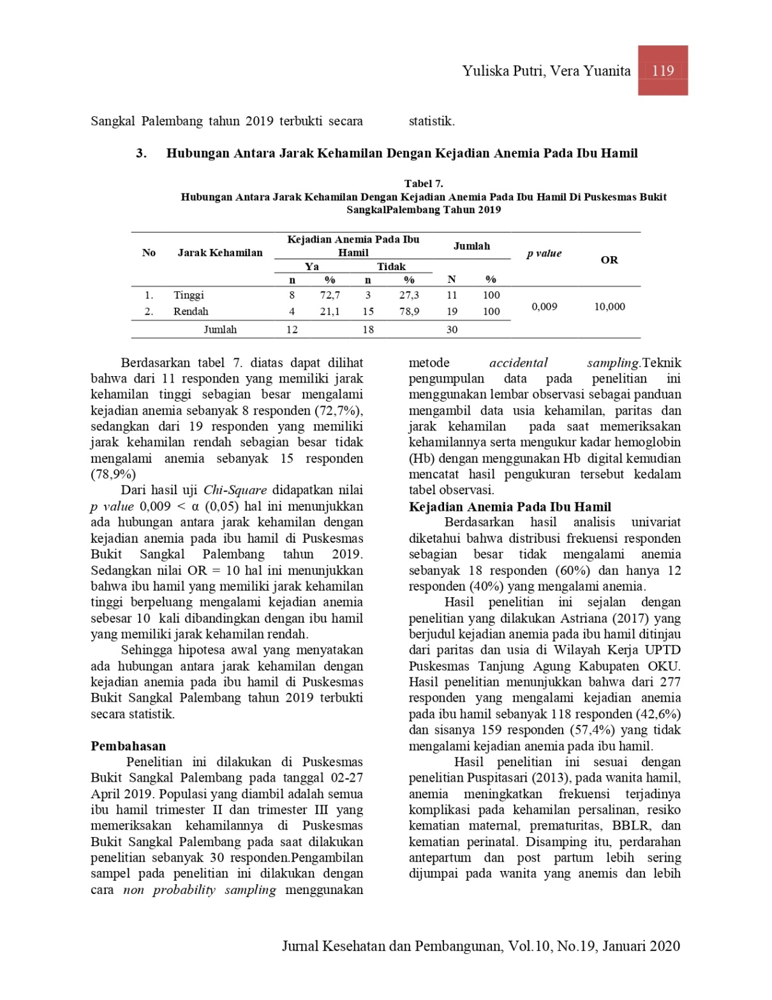 Yuliska Putri, Vera Yuanita 119
Sangkal Palembang tahun 2019 terbukti secara
statistik.
3. Hubungan Antara Jarak Kehamilan Dengan Kejadian Anemia Pada Ibu Hamil
Tabel 7.
Hubungan Antara Jarak Kehamilan Dengan Kejadian Anemia Pada Ibu Hamil Di Puskesmas Bukit
SangkalPalembang Tahun 2019
No Jarak Kehamilan Kejadian Anemia Pada Ibu Hamil Jumlah p value OR
Ya Tidak
n % n % N %
1. Tinggi 8 72,7 3 27,3 11 100 0,009 10,000
2. Rendah 4 21,1 15 78,9 19 100
Jumlah 12 18 30
Berdasarkan tabel 7. diatas dapat dilihat
bahwa dari 11 responden yang memiliki jarak
kehamilan tinggi sebagian besar mengalami
kejadian anemia sebanyak 8 responden (72,7%),
sedangkan dari 19 responden yang memiliki
jarak kehamilan rendah sebagian besar tidak
mengalami anemia sebanyak 15 responden
(78,9%)
Dari hasil uji Chi-Square didapatkan nilai
p value 0,009 < α (0,05) hal ini menunjukkan
ada hubungan antara jarak kehamilan dengan
kejadian anemia pada ibu hamil di Puskesmas
Bukit Sangkal Palembang tahun 2019.
Sedangkan nilai OR = 10 hal ini menunjukkan
bahwa ibu hamil yang memiliki jarak kehamilan
tinggi berpeluang mengalami kejadian anemia
sebesar 10 kali dibandingkan dengan ibu hamil
yang memiliki jarak kehamilan rendah.
Sehingga hipotesa awal yang menyatakan
ada hubungan antara jarak kehamilan dengan
kejadian anemia pada ibu hamil di Puskesmas
Bukit Sangkal Palembang tahun 2019 terbukti
secara statistik.
Pembahasan
Penelitian ini dilakukan di Puskesmas
Bukit Sangkal Palembang pada tanggal 02-27
April 2019. Populasi yang diambil adalah semua
ibu hamil trimester II dan trimester III yang
memeriksakan kehamilannya di Puskesmas
Bukit Sangkal Palembang pada saat dilakukan
penelitian sebanyak 30 responden.Pengambilan
sampel pada penelitian ini dilakukan dengan
cara non probability sampling menggunakan
metode accidental sampling.Teknik
pengumpulan data pada penelitian ini
menggunakan lembar observasi sebagai panduan
mengambil data usia kehamilan, paritas dan
jarak kehamilan pada saat memeriksakan
kehamilannya serta mengukur kadar hemoglobin
(Hb) dengan menggunakan Hb digital kemudian
mencatat hasil pengukuran tersebut kedalam
tabel observasi.
Kejadian Anemia Pada Ibu Hamil
Berdasarkan hasil analisis univariat
diketahui bahwa distribusi frekuensi responden
sebagian besar tidak mengalami anemia
sebanyak 18 responden (60%) dan hanya 12
responden (40%) yang mengalami anemia.
Hasil penelitian ini sejalan dengan
penelitian yang dilakukan Astriana (2017) yang
berjudul kejadian anemia pada ibu hamil ditinjau
dari paritas dan usia di Wilayah Kerja UPTD
Puskesmas Tanjung Agung Kabupaten OKU.
Hasil penelitian menunjukkan bahwa dari 277
responden yang mengalami kejadian anemia
pada ibu hamil sebanyak 118 responden (42,6%)
dan sisanya 159 responden (57,4%) yang tidak
mengalami kejadian anemia pada ibu hamil.
Hasil penelitian ini sesuai dengan
penelitian Puspitasari (2013), pada wanita hamil,
anemia meningkatkan frekuensi terjadinya
komplikasi pada kehamilan persalinan, resiko
kematian maternal, prematuritas, BBLR, dan
kematian perinatal. Disamping itu, perdarahan
antepartum dan post partum lebih sering
dijumpai pada wanita yang anemis dan lebih
Jurnal Kesehatan dan Pembangunan, Vol.10, No.19, Januari 2020